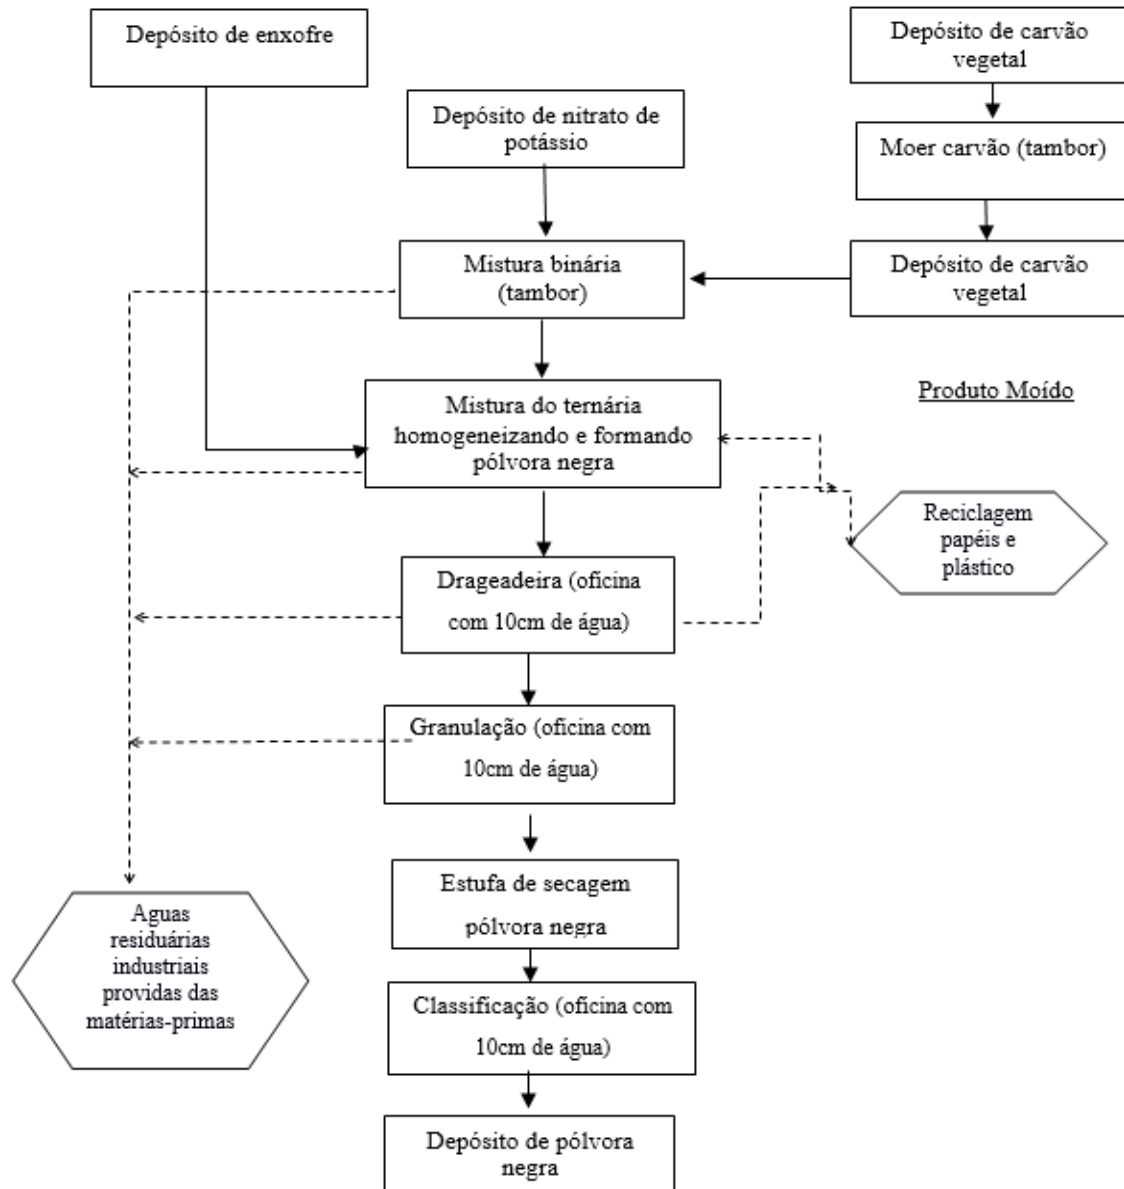 Depósito de enxofre
Depósito de carvão
vegetal
Depósito de nitrato de
potássio
Moer carvão (tambor)
Mistura binária
(tambor)
Depósito de carvão
vegetal
Produto Moído
Mistura do ternária
homogeneizando e formando
pólvora negra
Reciclagem
papéis e
plástico
Drageadeira (ofícina
com 10cm de água)
Granulação (ofícina com
10cm de água)
Estufa de secagem
pólvora negra
Aguas
residuárias
industriais
providas das
matérias-primas
Classificação (ofícina com
10cm de água)
Depósito de pólvora
negra